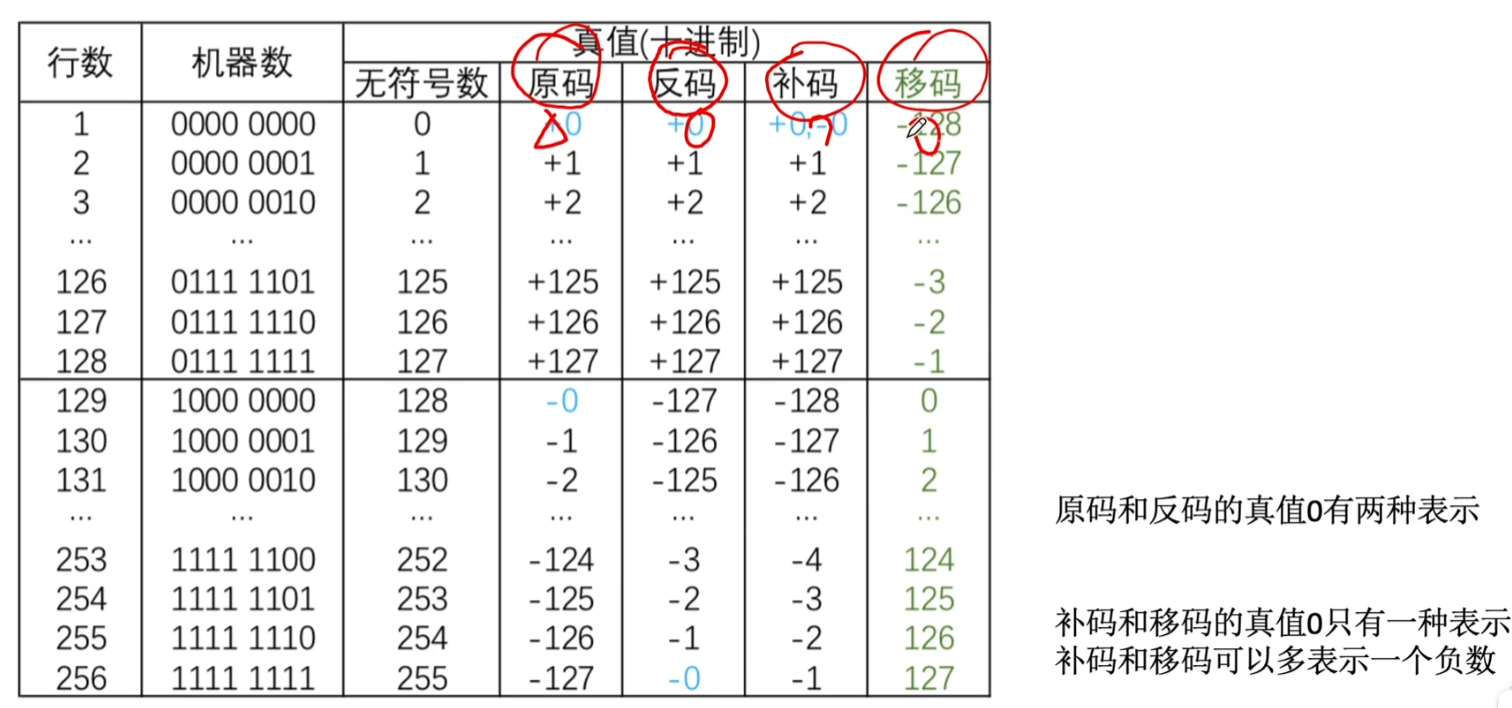 真值(十进制)
行数 机器数 无符号数 原码 反码 补码 移码
1 0000 0000 0 +0 +0 +0,-0 -128
2 0000 0001 1 +1 +1 +1 -127
3 0000 0010 2 +2 +2 +2 -126
... ... ... ... ... ... ...
126 0111 1101 125 +125 +125 +125 -3
127 0111 1110 126 +126 +126 +126 -2
128 0111 1111 127 +127 +127 +127 -1
129 1000 0000 128 -0 -127 -128 0
130 1000 0001 129 -1 -126 -127 1
131 1000 0010 130 -2 -125 -126 2
... ... ... ... ... ... ...
253 1111 1100 252 -124 -3 -4 124
254 1111 1101 253 -125 -2 -3 125
255 1111 1110 254 -126 -1 -2 126
256 1111 1111 255 -127 -0 -1 127
原码和反码的真值0有两种表示
补码和移码的真值0只有一种表示
补码和移码可以多表示一个负数